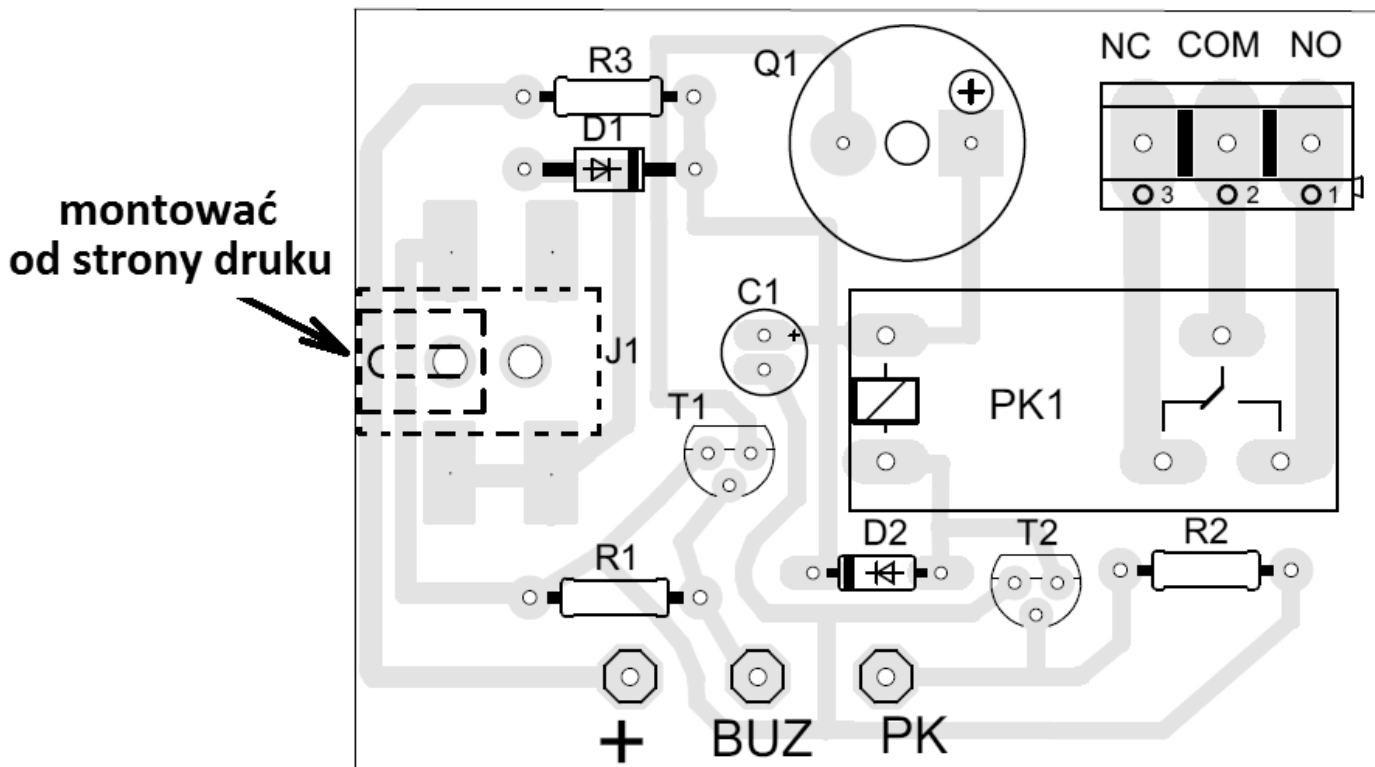 NC COM NO
R3
Q1
+
D1
3 2 1
montować
od strony druku
C1
+
J1
PK1
T1
D2
T2
R2
R1
+ BUZ PK